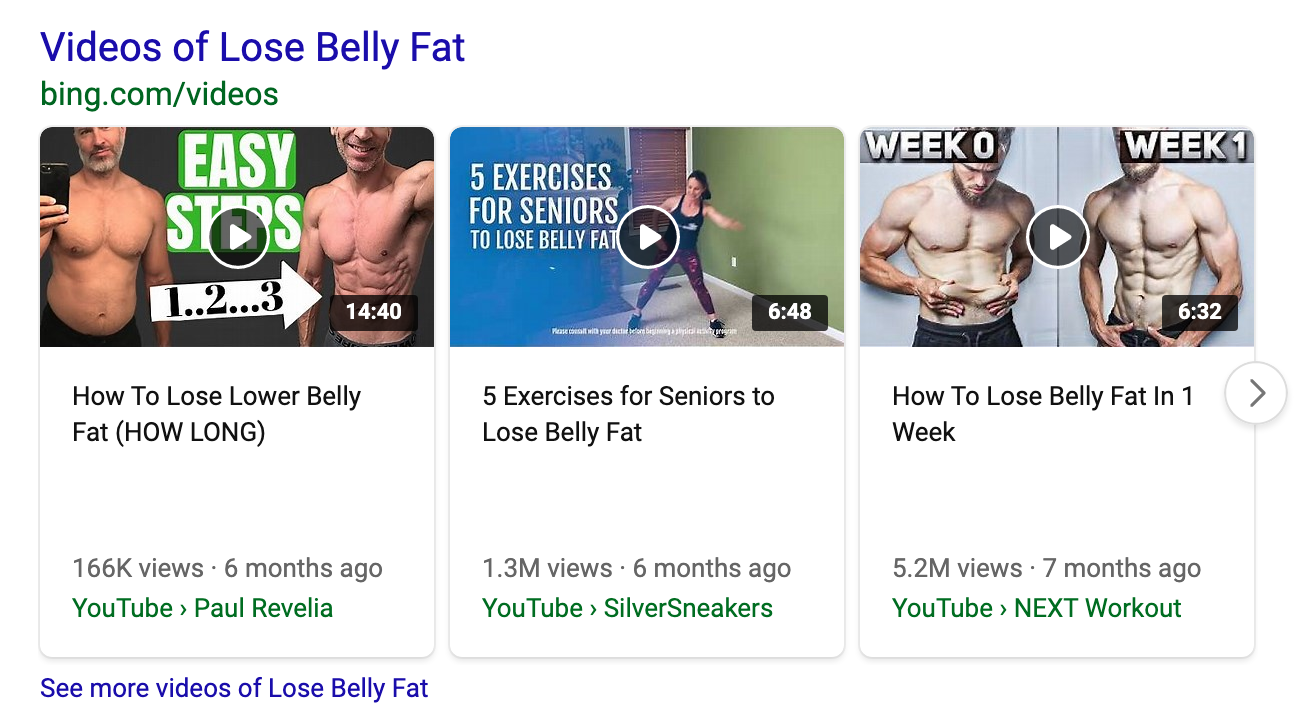 Videos of Lose Belly Fat
bing.com/videos
EASY
STEPS
1..2...3
14:40
5 EXERCISES
FOR SENIORS
TO LOSE BELLY FAT
Please consult with your doctor before beginning a physical activity program
6:48
WEEK 0
WEEK 1
6:32
How To Lose Lower Belly
Fat (HOW LONG)
5 Exercises for Seniors to
Lose Belly Fat
How To Lose Belly Fat In 1
Week
166K views · 6 months ago
YouTube › Paul Revelia
1.3M views · 6 months ago
YouTube › SilverSneakers
5.2M views · 7 months ago
YouTube › NEXT Workout
See more videos of Lose Belly Fat